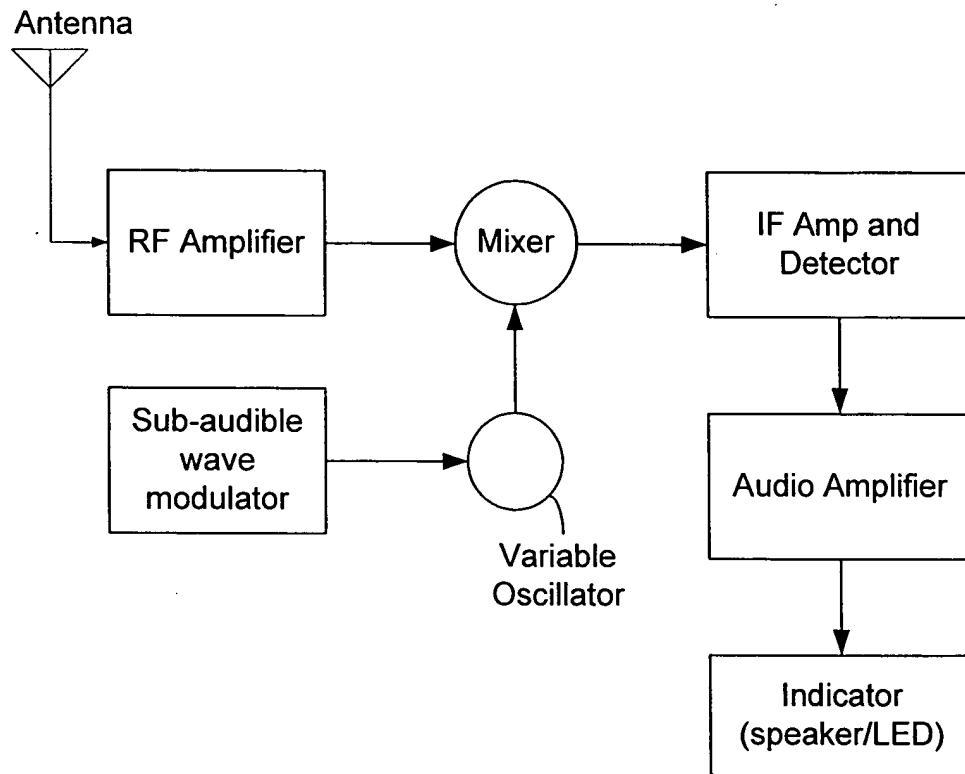 Antenna
RF Amplifier
Mixer
IF Amp and
Detector
Sub-audible
wave
modulator
Variable
Oscillator
Audio Amplifier
Indicator
(speaker/LED)